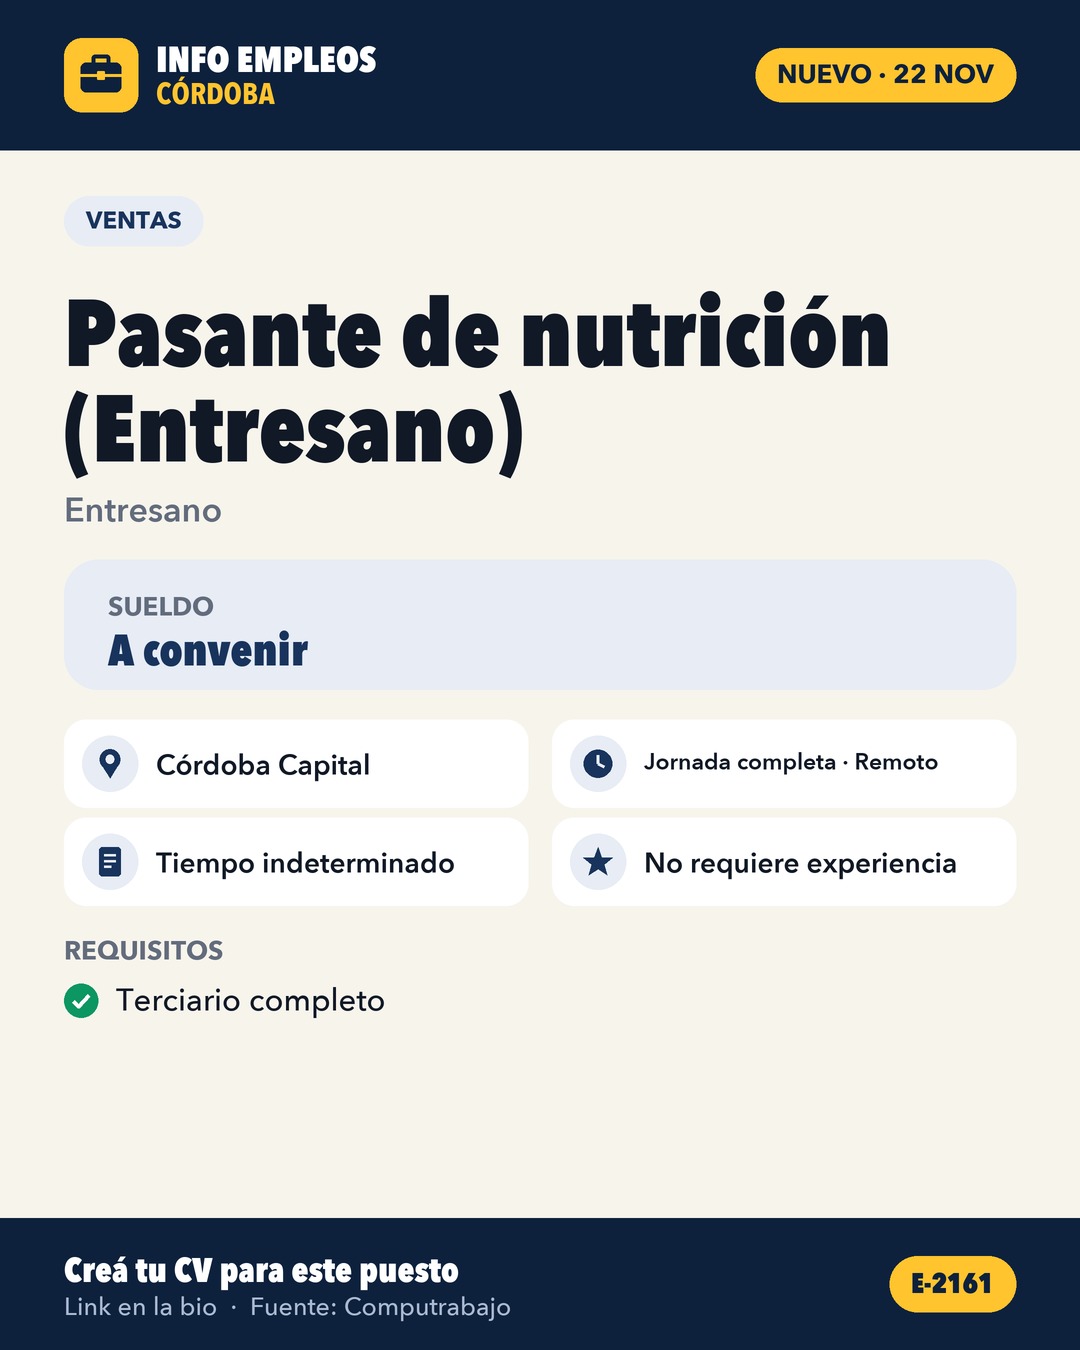 INFO EMPLEOS
CÓRDOBA
NUEVO · 22 NOV
VENTAS
Pasante de nutrición
(Entresano)
Entresano
SUELDO
A convenir
Córdoba Capital
Jornada completa · Remoto
Tiempo indeterminado
No requiere experiencia
REQUISITOS
Terciario completo
Creá tu CV para este puesto
Link en la bio · Fuente: Computrabajo
E-2161